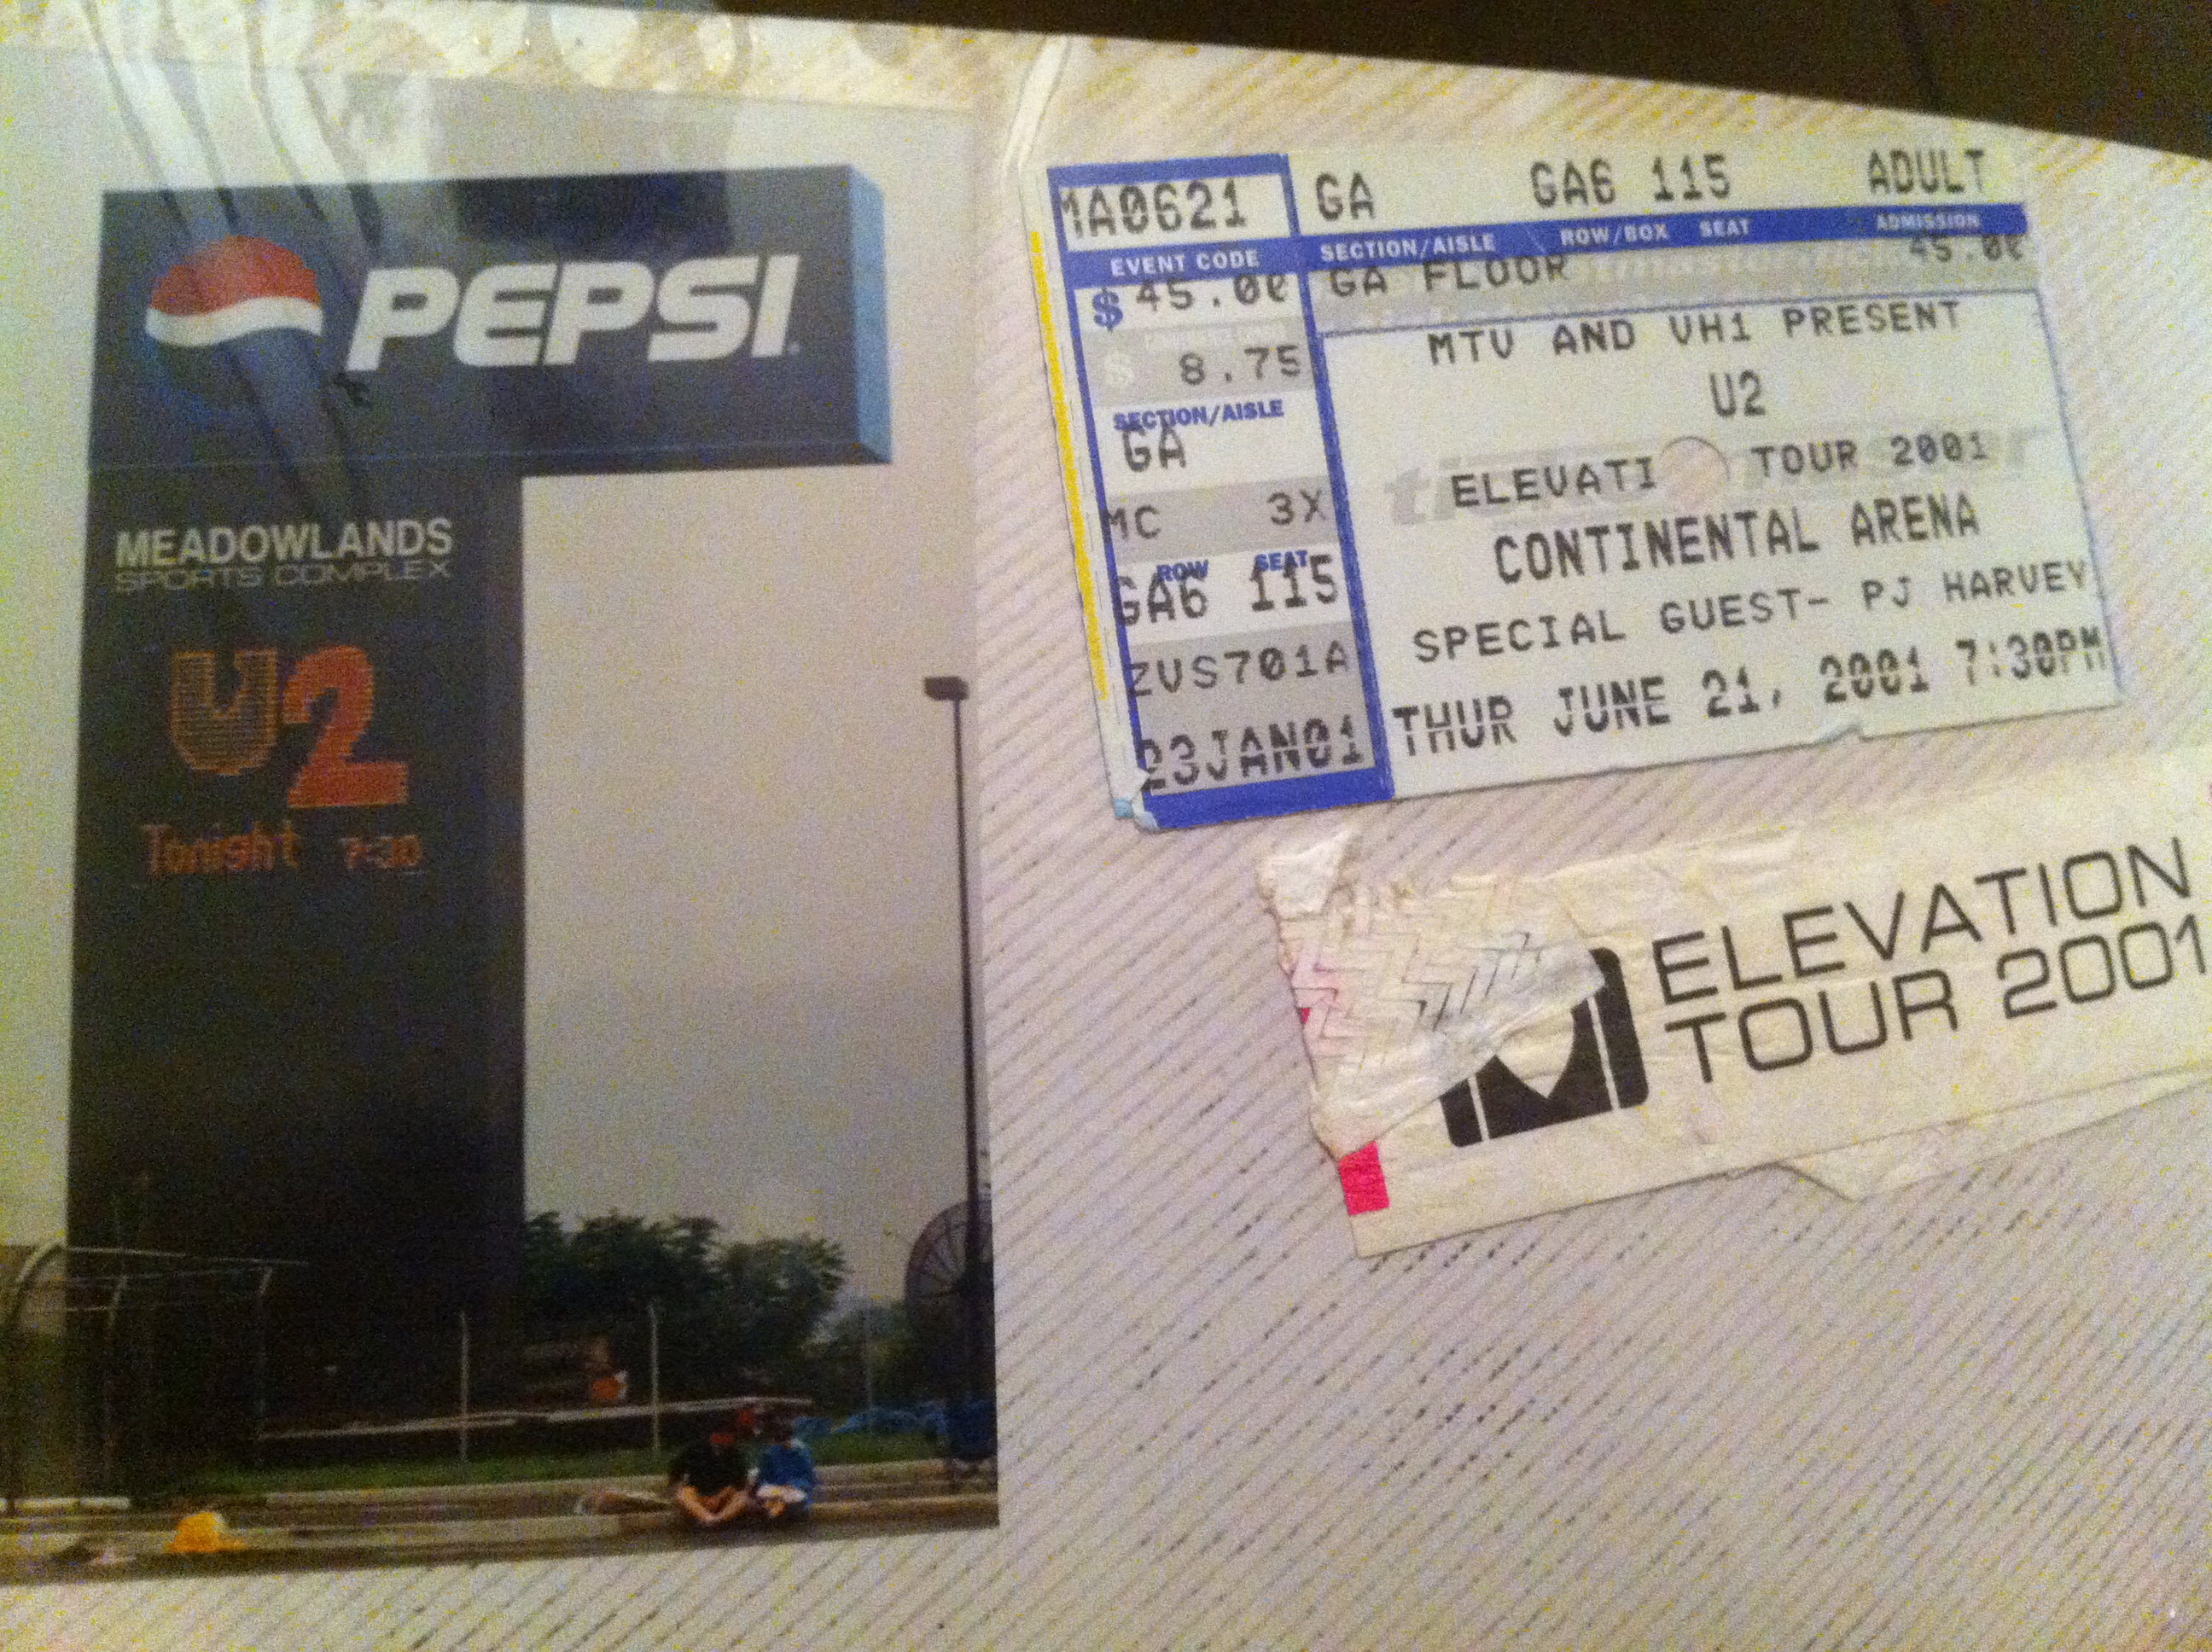 PEPSI
MEADOWLANDS
SPORTS COMPLEX
U2
Tonight 7:30
MA0621 GA GA6 115 ADULT
EVENT CODE SECTION/AISLE ROW/BOX SEAT ADMISSION
$ 45.00 GA FLOOR 45.00
$ 8.75
SECTION/AISLE
GA
MC 3X
ROW SEAT
GA6 115
ZVS701A
23JAN01
MTV AND VH1 PRESENT
U2
ELEVATI TOUR 2001
CONTINENTAL ARENA
SPECIAL GUEST- PJ HARVEY
THUR JUNE 21, 2001 7:30PM
ELEVATION
TOUR 2001